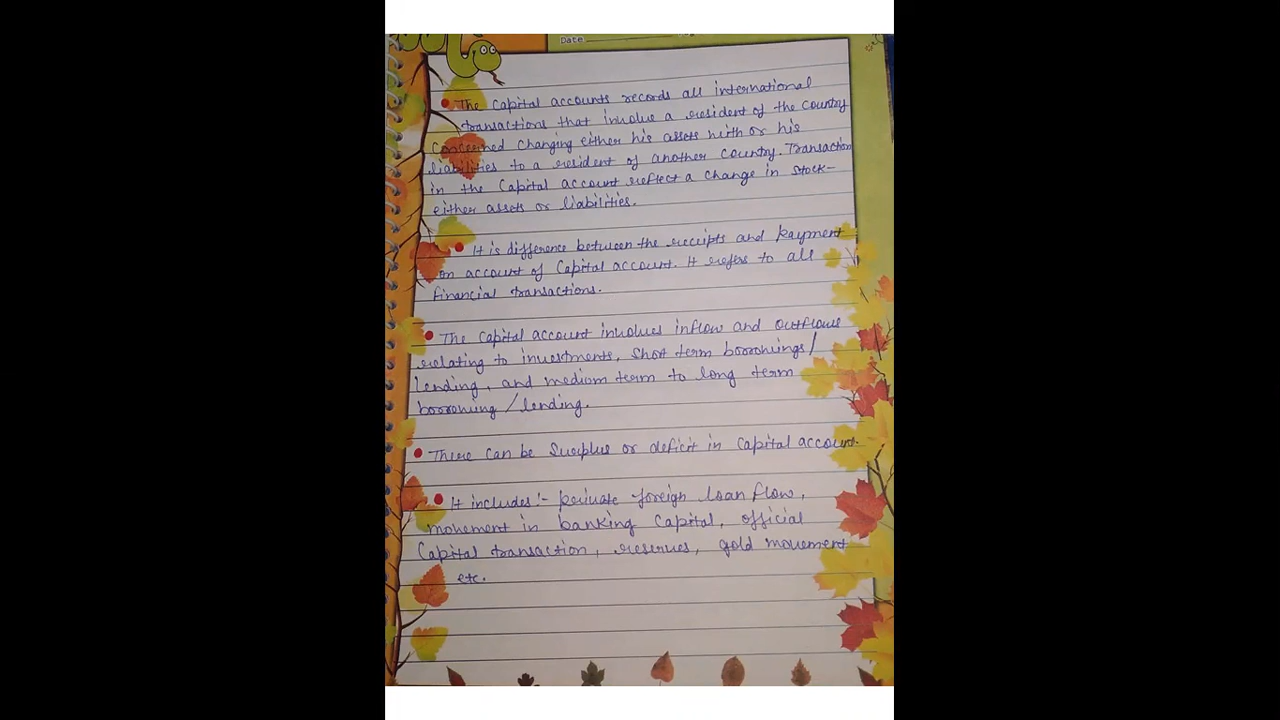 Date
• The Capital accounts records all international
transactions that involve a resident of the country
concerned changing either his assets with or his
liabilities to a resident of another country. Transaction
in the Capital account reflect a change in stock-
either assets or liabilities.
• It is difference between the receipts and payment
on account of Capital account. It refers to all
financial transactions.
• The Capital account involves inflow and outflows
relating to investments, short term borrowings/
lending, and medium term to long term
borrowing/lending.
• There can be Surplus or deficit in Capital account.
• It includes:- private foreign loan flow,
movement in banking Capital, official
Capital transaction, reserves, gold movement
etc.